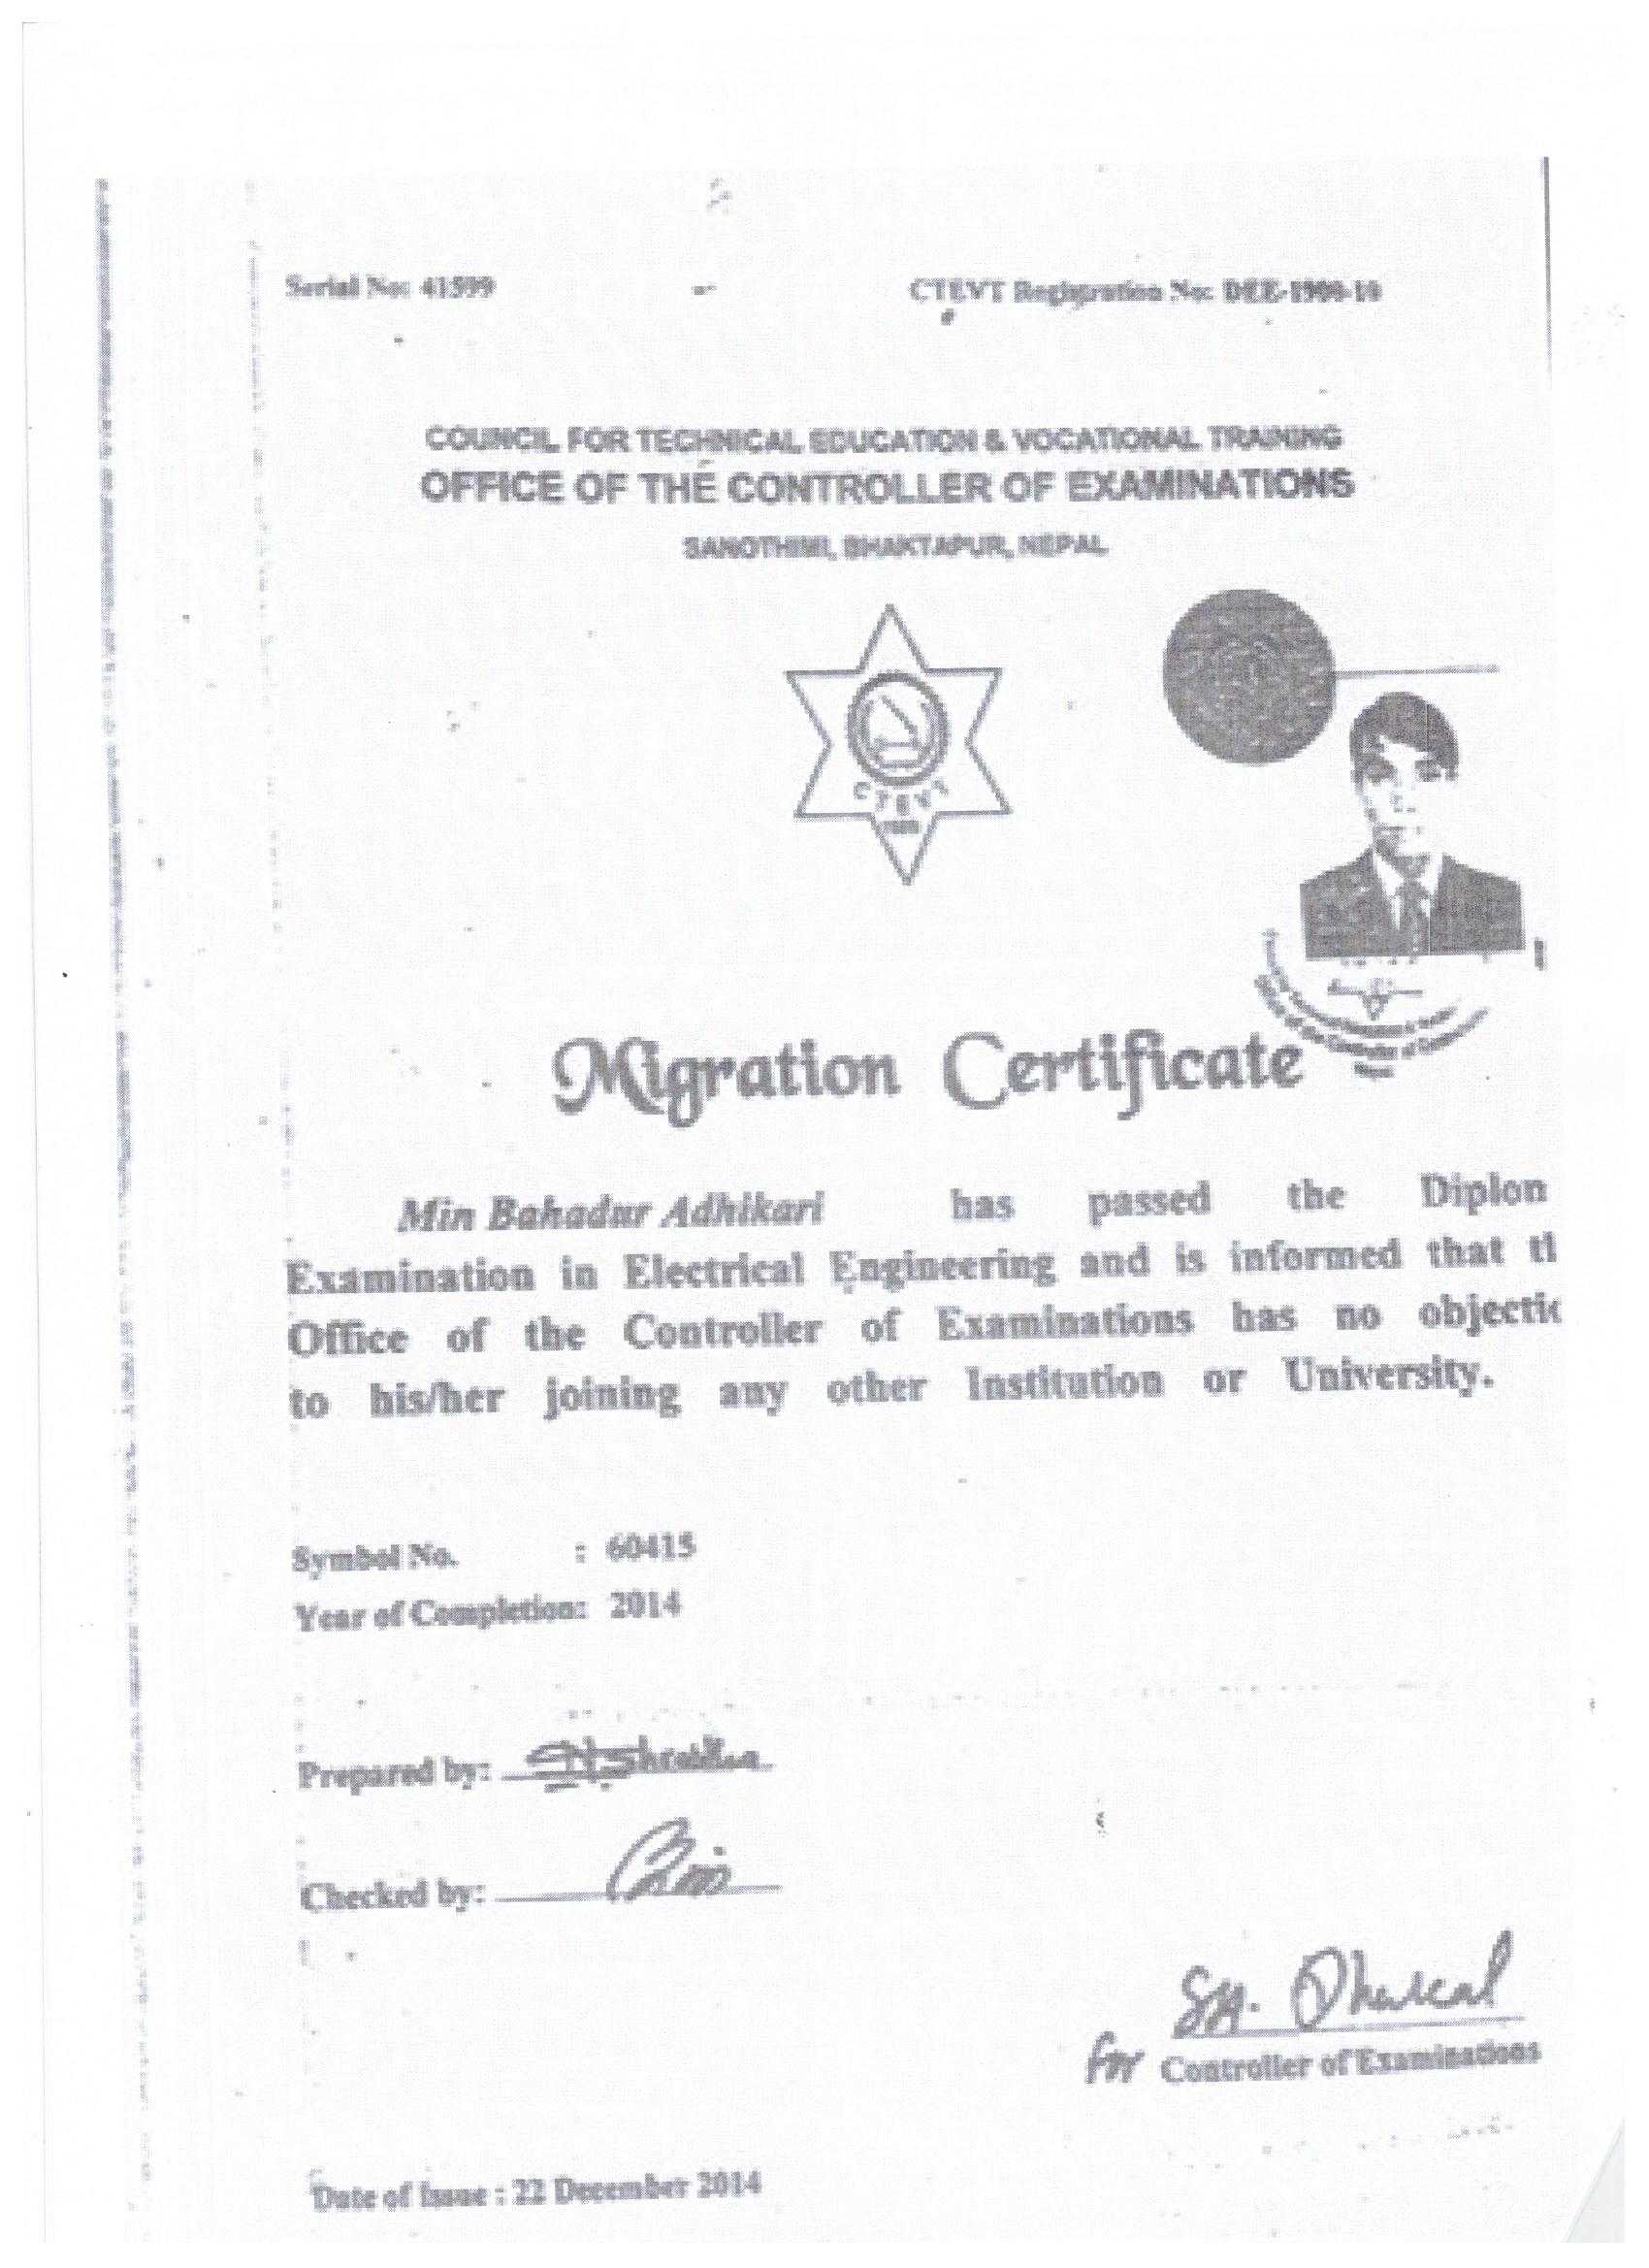 Serial No: 41599
CTEVT Registration No: DEE-1900-10
COUNCIL FOR TECHNICAL EDUCATION & VOCATIONAL TRAINING
OFFICE OF THE CONTROLLER OF EXAMINATIONS
SANOTHIMI, BHAKTAPUR, NEPAL
CTEVT
Migration Certificate
Min Bahadur Adhikari has passed the Diplon
Examination in Electrical Engineering and is informed that tl
Office of the Controller of Examinations has no objectic
to his/her joining any other Institution or University.
Symbol No. : 60415
Year of Completion: 2014
Prepared by:
Checked by:
SH. Dhakal
for Controller of Examinations
Date of Issue : 22 December 2014